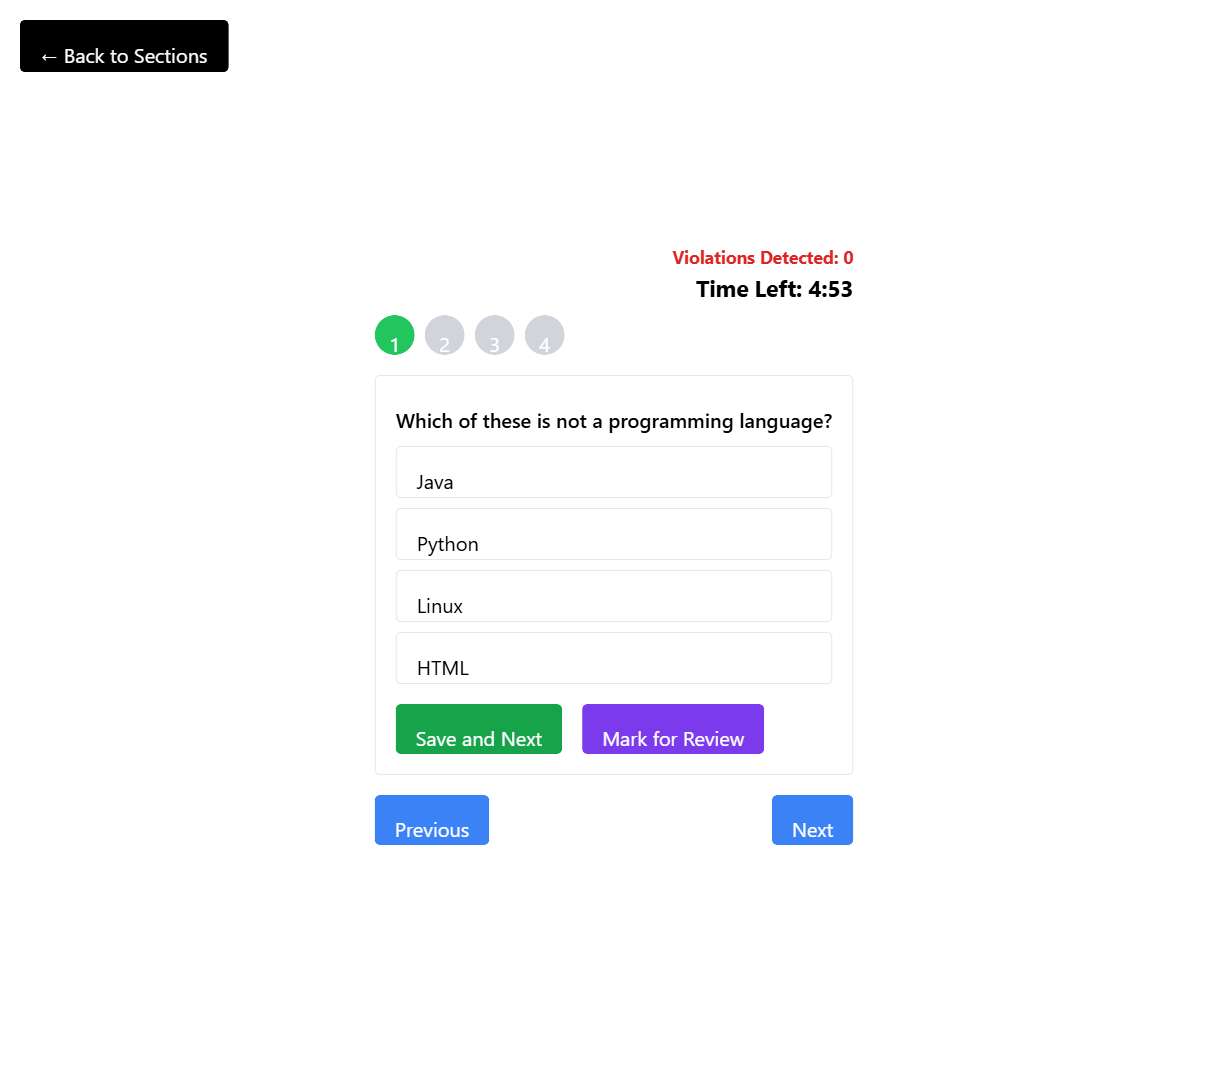 ← Back to Sections
Violations Detected: 0
Time Left: 4:53
1 2 3 4
Which of these is not a programming language?
Java
Python
Linux
HTML
Save and Next Mark for Review
Previous Next